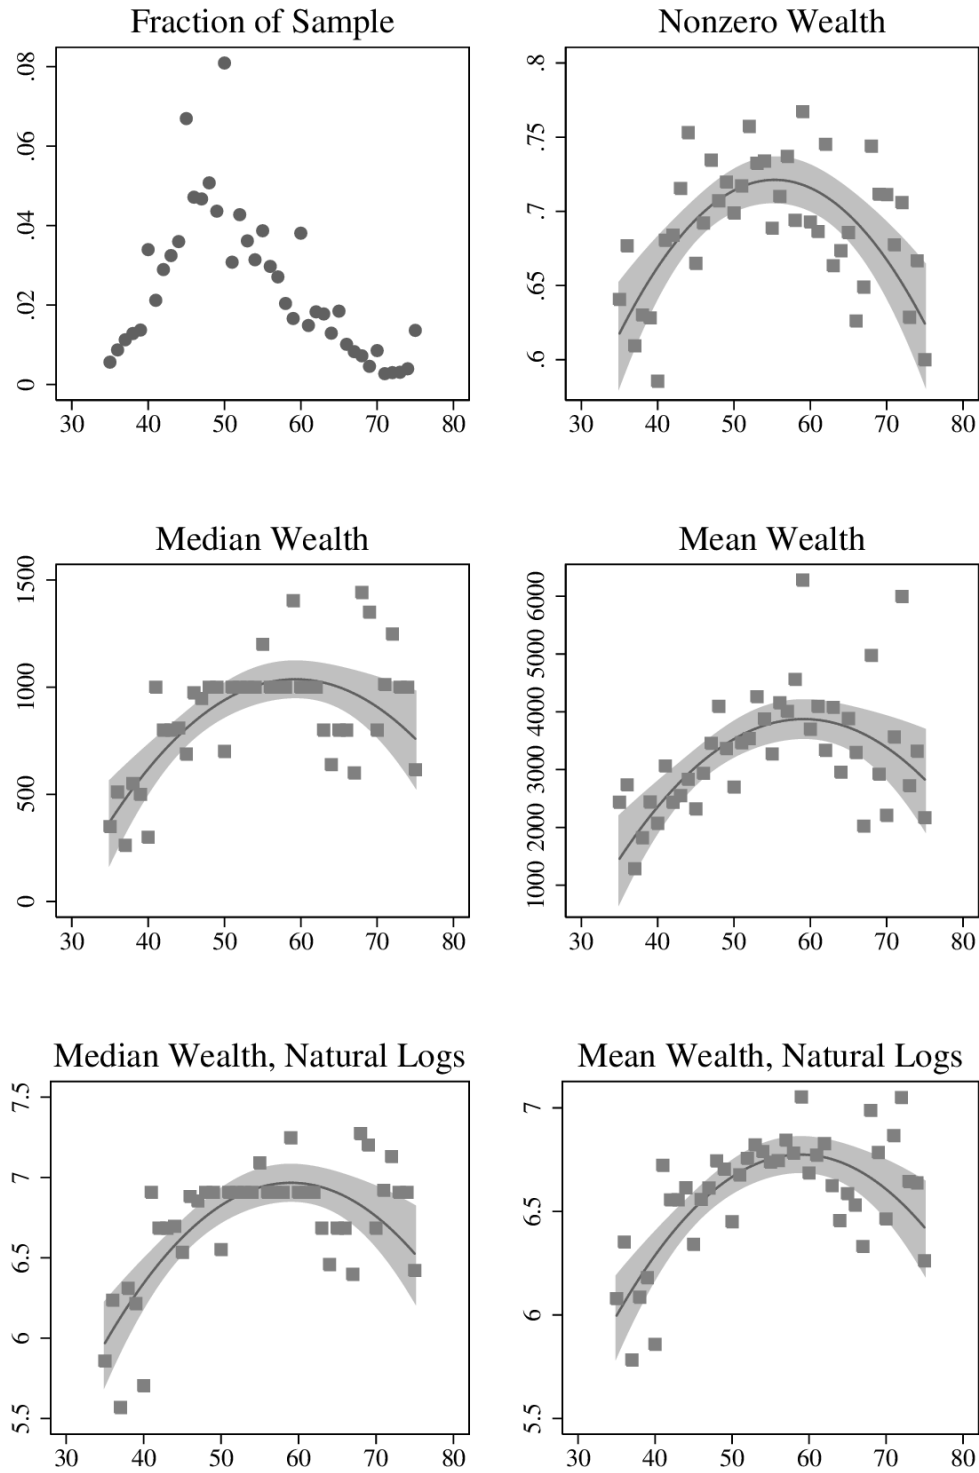 Fraction of Sample
.08
.06
.04
.02
0
30 40 50 60 70 80
Nonzero Wealth
.8
.75
.7
.65
.6
30 40 50 60 70 80
Median Wealth
1500
1000
500
0
30 40 50 60 70 80
Mean Wealth
6000
5000
4000
3000
2000
1000
30 40 50 60 70 80
Median Wealth, Natural Logs
7.5
7
6.5
6
5.5
30 40 50 60 70 80
Mean Wealth, Natural Logs
7
6.5
6
5.5
30 40 50 60 70 80